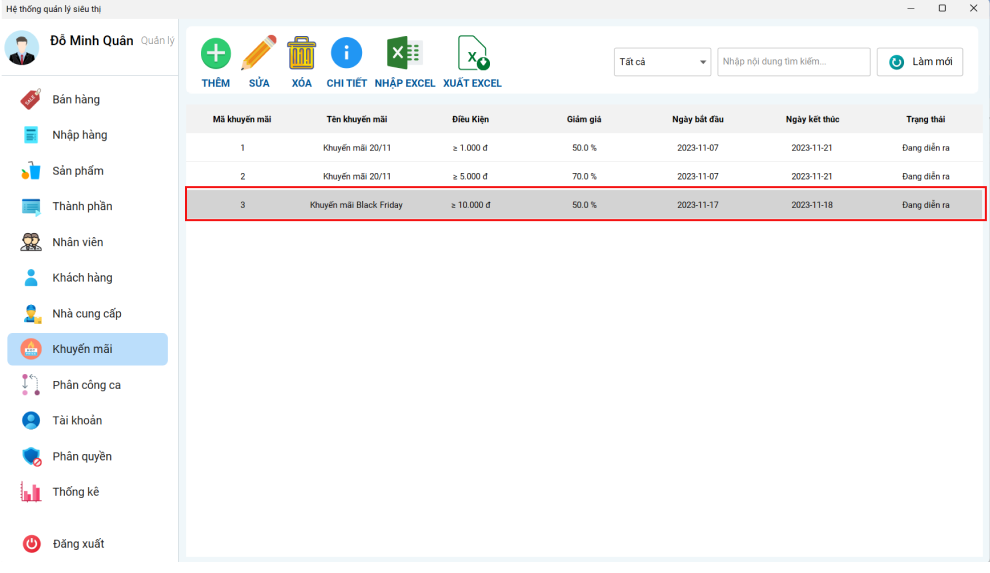 Hệ thống quản lý siêu thị
Đỗ Minh Quân Quản lý
Bán hàng
Nhập hàng
Sản phẩm
Thành phần
Nhân viên
Khách hàng
Nhà cung cấp
Khuyến mãi
Phân công ca
Tài khoản
Phân quyền
Thống kê
Đăng xuất
THÊM SỬA XÓA CHI TIẾT NHẬP EXCEL XUẤT EXCEL
Tất cả Nhập nội dung tìm kiếm... Làm mới
Mã khuyến mãi Tên khuyến mãi Điều Kiện Giảm giá Ngày bắt đầu Ngày kết thúc Trạng thái
1 Khuyến mãi 20/11 ≥ 1.000 đ 50.0 % 2023-11-07 2023-11-21 Đang diễn ra
2 Khuyến mãi 20/11 ≥ 5.000 đ 70.0 % 2023-11-07 2023-11-21 Đang diễn ra
3 Khuyến mãi Black Friday ≥ 10.000 đ 50.0 % 2023-11-17 2023-11-18 Đang diễn ra